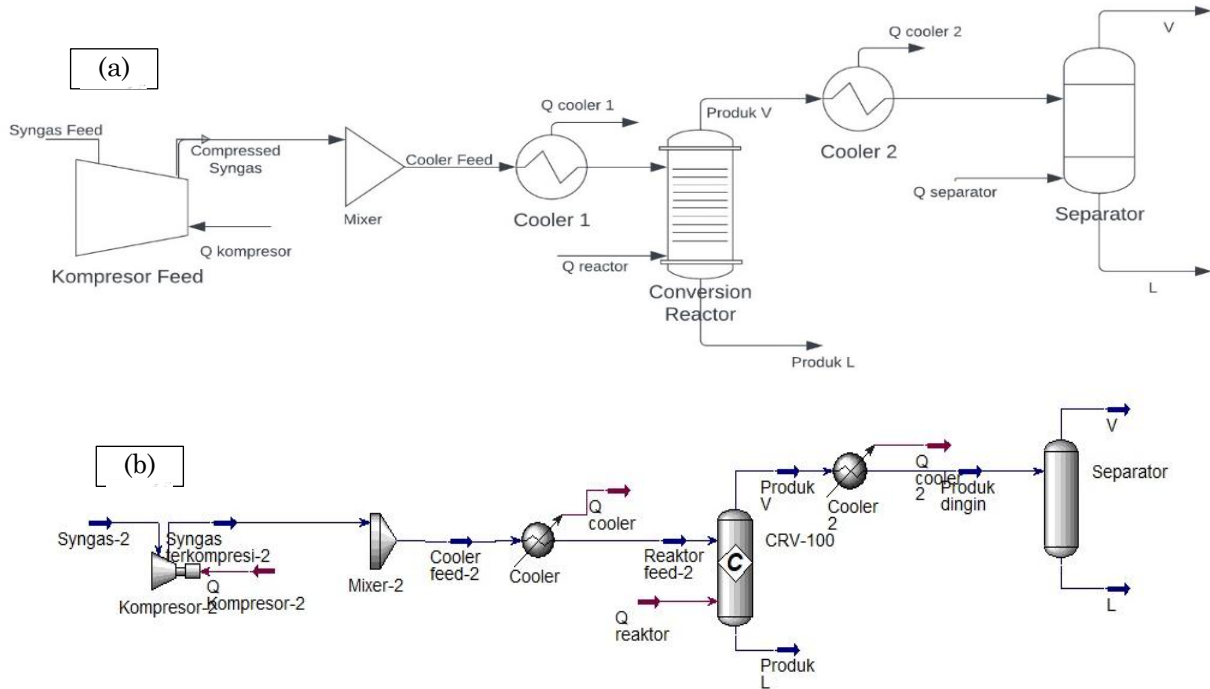 (a)
Syngas Feed
Compressed
Syngas
Q kompresor
Kompresor Feed
Mixer
Cooler Feed
Q cooler 1
Cooler 1
Q reactor
Produk V
Conversion
Reactor
Produk L
Q cooler 2
Cooler 2
Q separator
Separator
V
L
(b)
Syngas-2
Syngas
terkompresi-2
Kompresor-2
Q
Kompresor-2
Mixer-2
Cooler
feed-2
Cooler
Q
cooler
Reaktor
feed-2
Q
reaktor
Produk
V
CRV-100
C
Produk
L
Cooler
2
Q
cooler
2
Produk
dingin
Separator
V
L